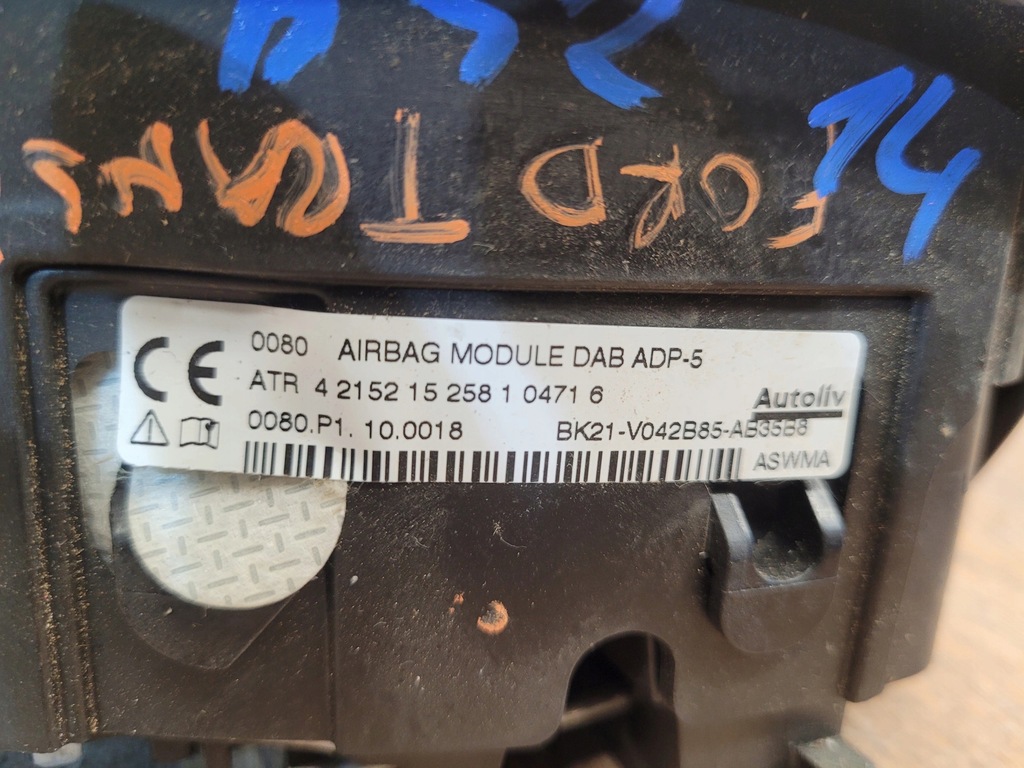 14
FORD TRANS
0080 AIRBAG MODULE DAB ADP-5
ATR 4 2152 15 258 1 0471 6
Autoliv
0080.P1. 10.0018 BK21-V042B85-AB35B8
ASWMA
CE